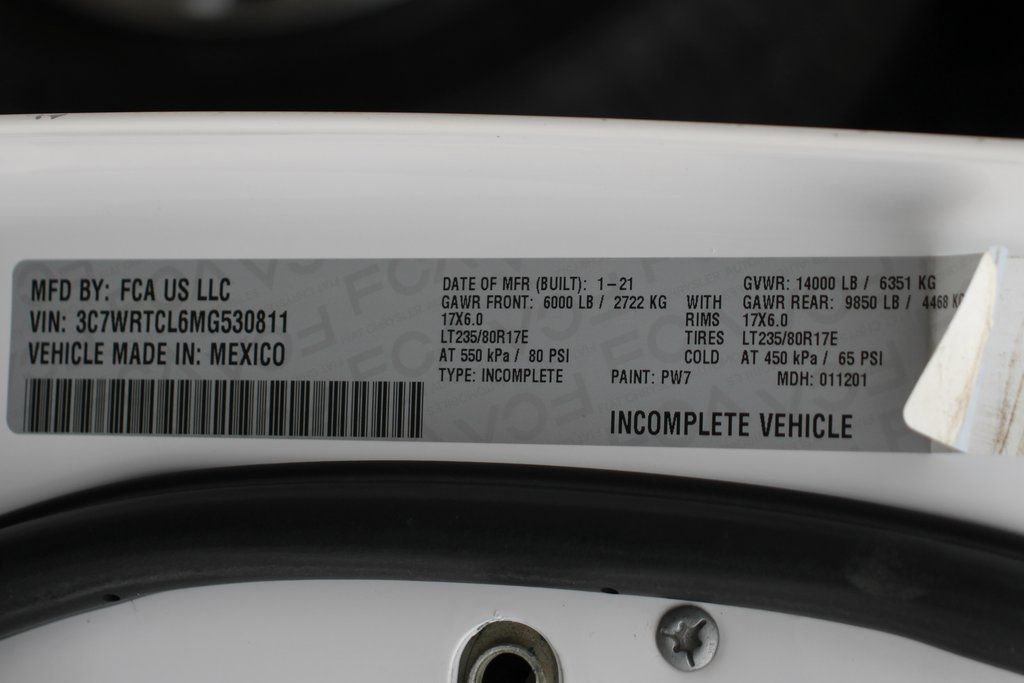 MFD BY: FCA US LLC
VIN: 3C7WRTCL6MG530811
VEHICLE MADE IN: MEXICO
DATE OF MFR (BUILT): 1-21
GVWR: 14000 LB / 6351 KG
GAWR FRONT: 6000 LB / 2722 KG WITH GAWR REAR: 9850 LB / 4468 KG
17X6.0 RIMS 17X6.0
LT235/80R17E TIRES LT235/80R17E
AT 550 kPa / 80 PSI COLD AT 450 kPa / 65 PSI
TYPE: INCOMPLETE PAINT: PW7 MDH: 011201
INCOMPLETE VEHICLE